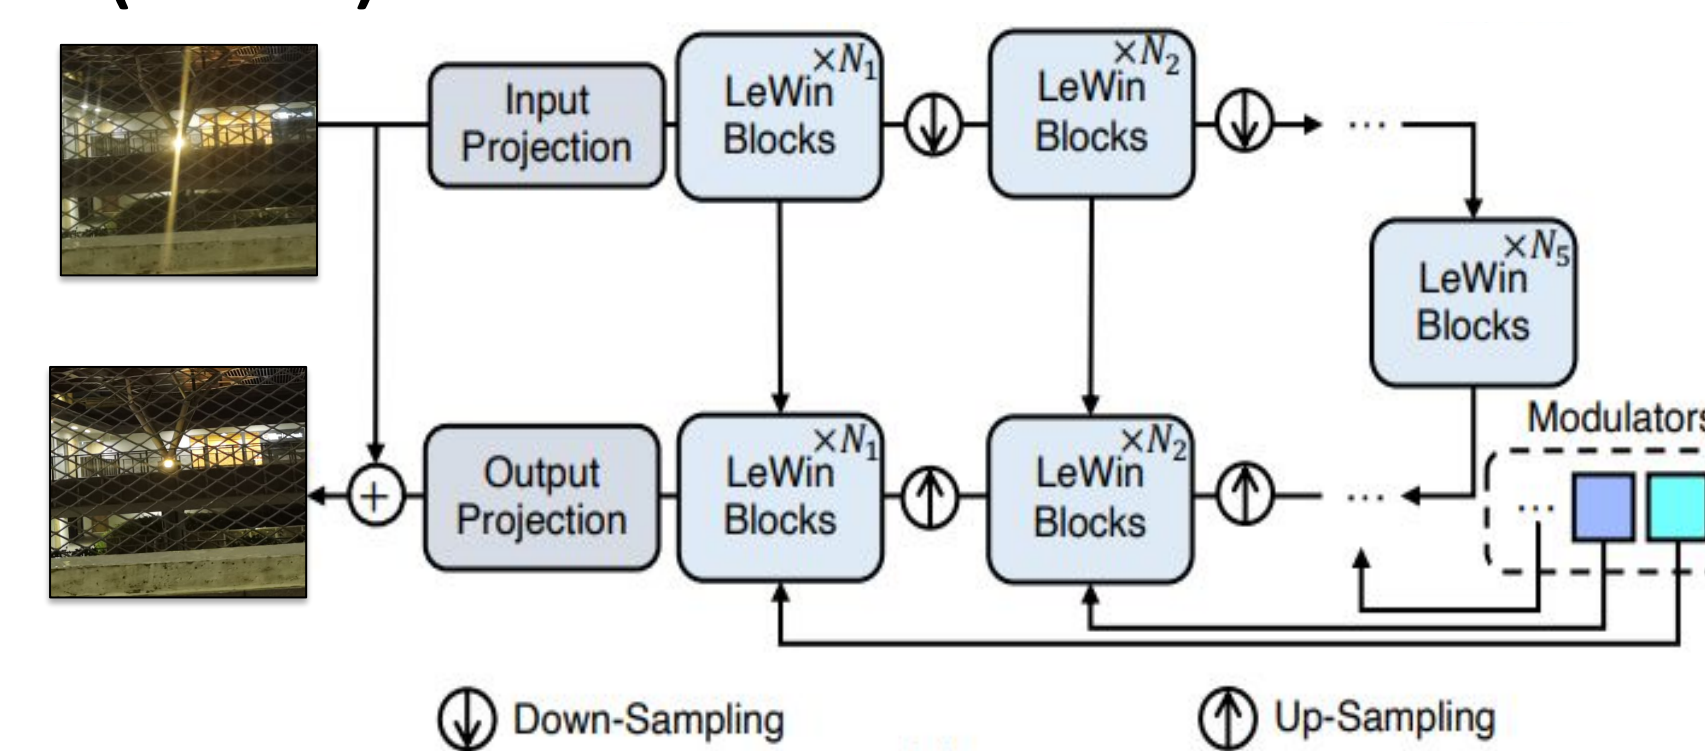 Input
Projection
×N₁
LeWin
Blocks
×N₂
LeWin
Blocks
...
×N₅
LeWin
Blocks
Modulators
Output
Projection
×N₁
LeWin
Blocks
×N₂
LeWin
Blocks
...
...
+
Down-Sampling
Up-Sampling